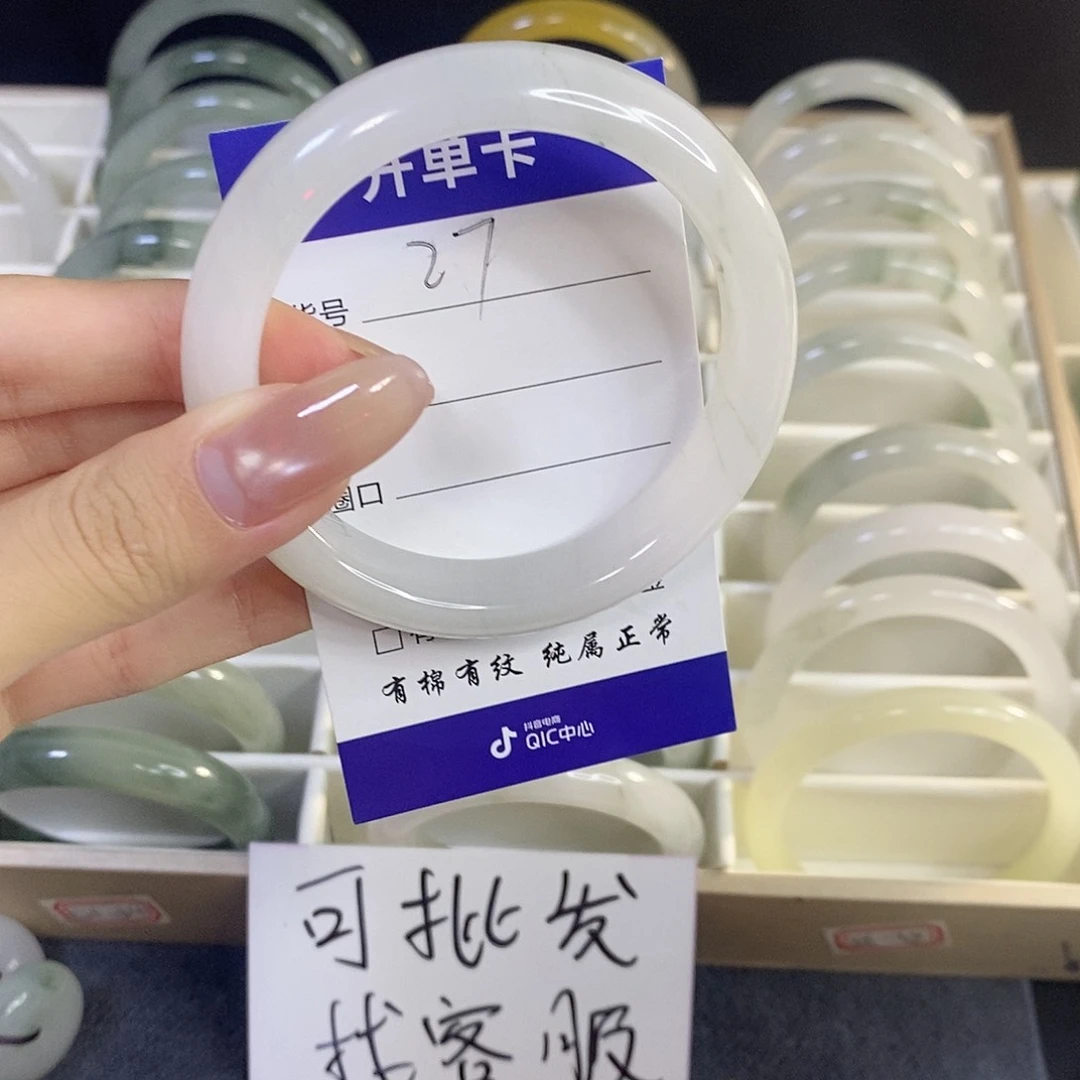 开单卡
27
货号
圈口
有棉有纹 纯属正常
抖音电商
QIC中心
可批发
找客服